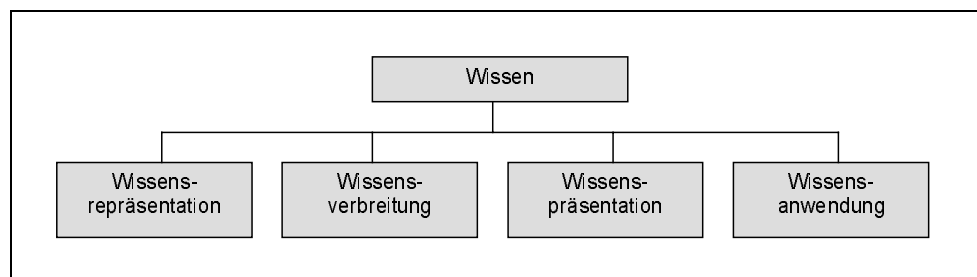 Wissen
Wissens-
repräsentation
Wissens-
verbreitung
Wissens-
präsentation
Wissens-
anwendung